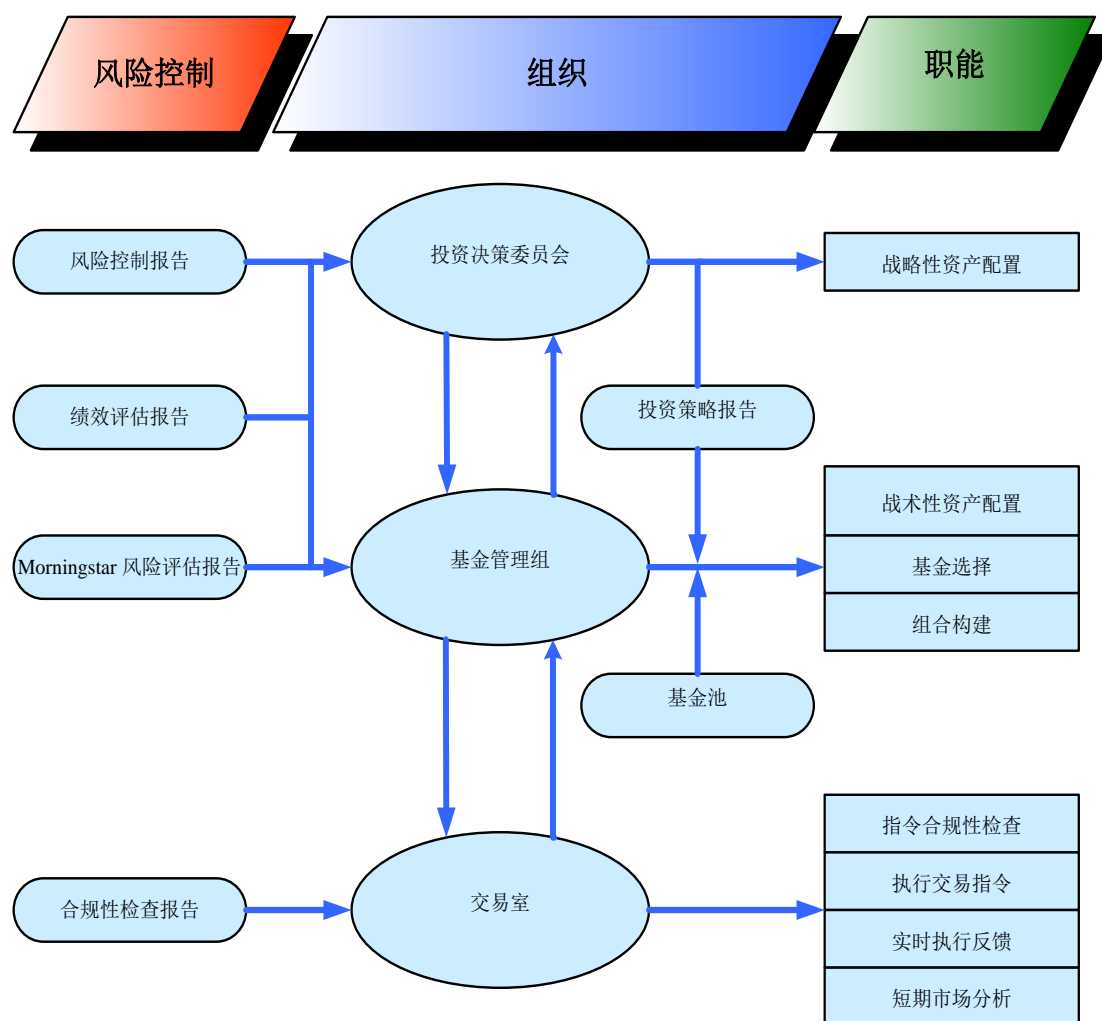 风险控制
组织
职能
风险控制报告
投资决策委员会
战略性资产配置
绩效评估报告
投资策略报告
Morningstar 风险评估报告
基金管理组
战术性资产配置
基金选择
组合构建
基金池
合规性检查报告
交易室
指令合规性检查
执行交易指令
实时执行反馈
短期市场分析